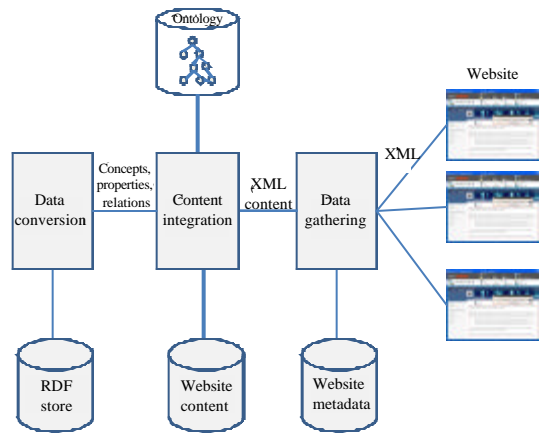 Ontology
Website
XML
Concepts,
properties,
relations
XML
content
Data
conversion
Content
integration
Data
gathering
RDF
store
Website
content
Website
metadata